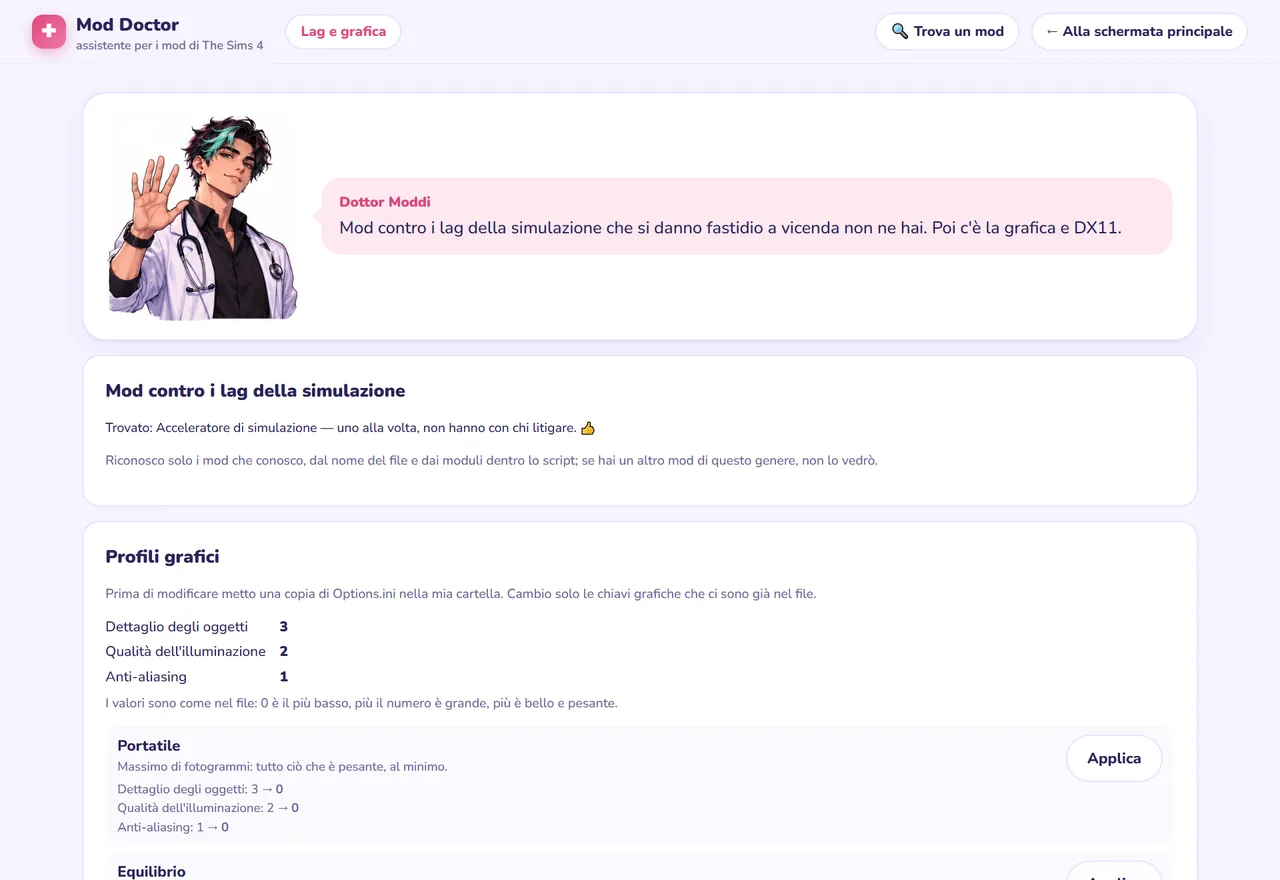 Mod Doctor
assistente per i mod di The Sims 4
Lag e grafica
🔍 Trova un mod
← Alla schermata principale
Dottor Moddi
Mod contro i lag della simulazione che si danno fastidio a vicenda non ne hai. Poi c'è la grafica e DX11.
Mod contro i lag della simulazione
Trovato: Acceleratore di simulazione — uno alla volta, non hanno con chi litigare. 👍
Riconosco solo i mod che conosco, dal nome del file e dai moduli dentro lo script; se hai un altro mod di questo genere, non lo vedrò.
Profili grafici
Prima di modificare metto una copia di Options.ini nella mia cartella. Cambio solo le chiavi grafiche che ci sono già nel file.
Dettaglio degli oggetti 3
Qualità dell'illuminazione 2
Anti-aliasing 1
I valori sono come nel file: 0 è il più basso, più il numero è grande, più è bello e pesante.
Portatile
Applica
Massimo di fotogrammi: tutto ciò che è pesante, al minimo.
Dettaglio degli oggetti: 3 → 0
Qualità dell'illuminazione: 2 → 0
Anti-aliasing: 1 → 0
Equilibrio